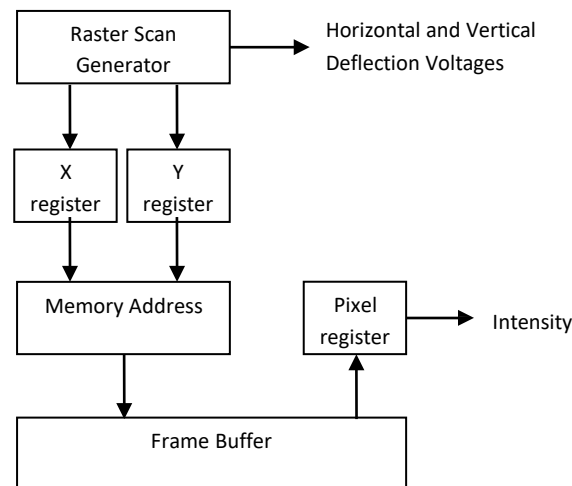 Raster Scan
Generator
Horizontal and Vertical
Deflection Voltages
X
register
Y
register
Memory Address
Pixel
register
Intensity
Frame Buffer